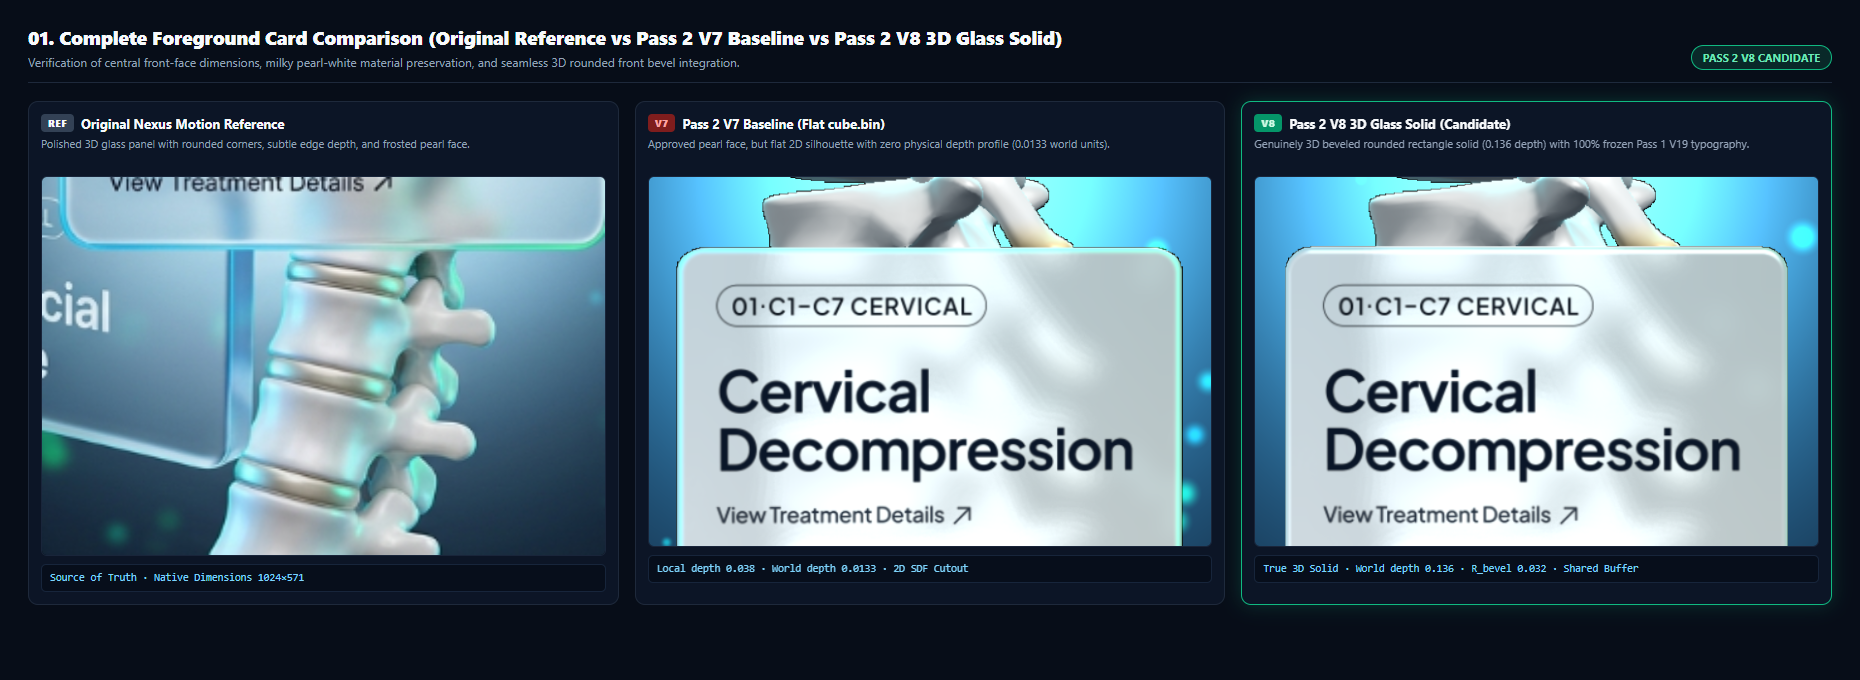 01. Complete Foreground Card Comparison (Original Reference vs Pass 2 V7 Baseline vs Pass 2 V8 3D Glass Solid)
Verification of central front-face dimensions, milky pearl-white material preservation, and seamless 3D rounded front bevel integration.
PASS 2 V8 CANDIDATE
REF Original Nexus Motion Reference
Polished 3D glass panel with rounded corners, subtle edge depth, and frosted pearl face.
View Treatment Details ↗
L
cial
e
Source of Truth · Native Dimensions 1024×571
V7 Pass 2 V7 Baseline (Flat cube.bin)
Approved pearl face, but flat 2D silhouette with zero physical depth profile (0.0133 world units).
01·C1–C7 CERVICAL
Cervical
Decompression
View Treatment Details ↗
Local depth 0.038 · World depth 0.0133 · 2D SDF Cutout
V8 Pass 2 V8 3D Glass Solid (Candidate)
Genuinely 3D beveled rounded rectangle solid (0.136 depth) with 100% frozen Pass 1 V19 typography.
01·C1–C7 CERVICAL
Cervical
Decompression
View Treatment Details ↗
True 3D Solid · World depth 0.136 · R_bevel 0.032 · Shared Buffer